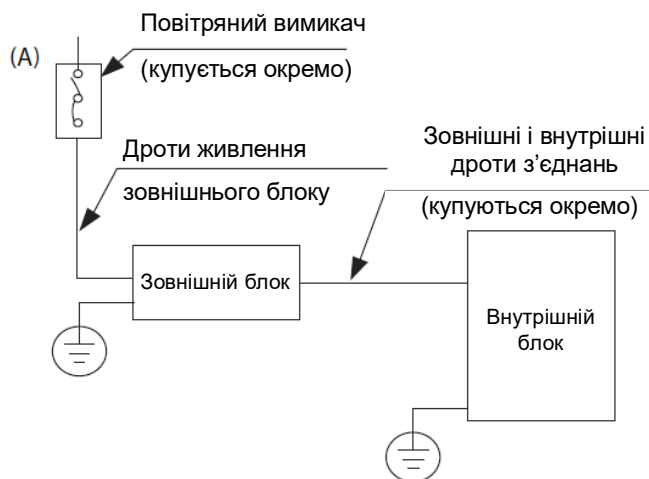 Повітряний вимикач
(A)
(купується окремо)
Дроти живлення
зовнішнього блоку
Зовнішні і внутрішні
дроти з’єднань
(купуються окремо)
Зовнішній блок
Внутрішній
блок